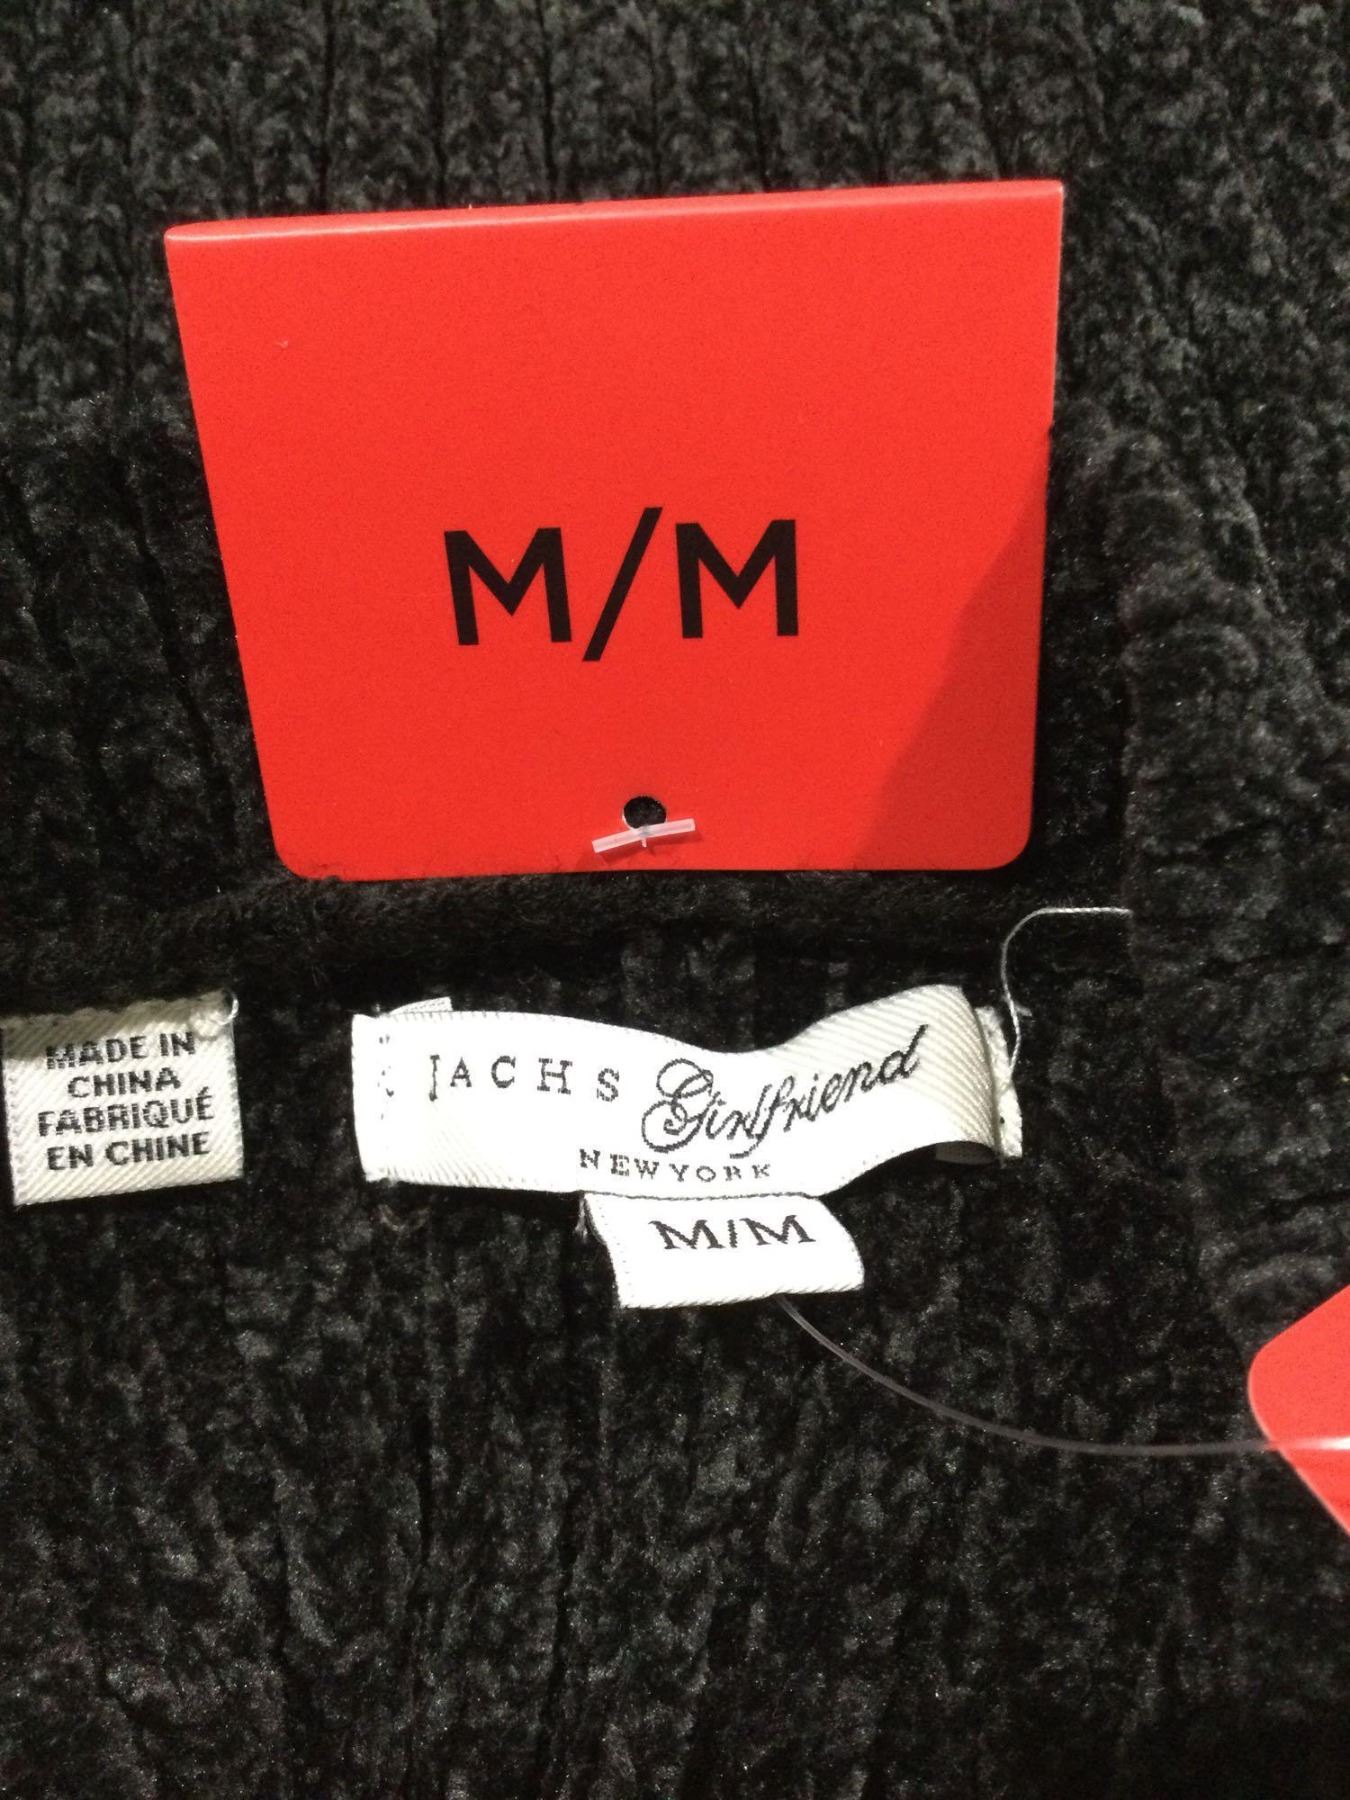 M/M
MADE IN
CHINA
FABRIQUÉ
EN CHINE
JACHS Girlfriend
NEW YORK
M/M